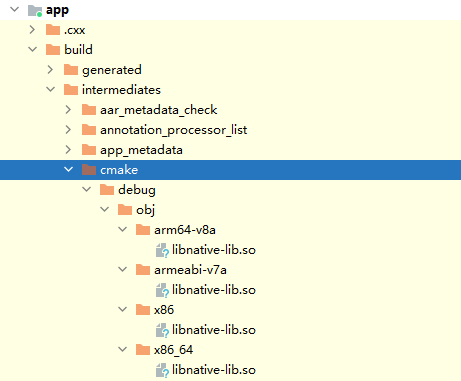 app
.cxx
build
generated
intermediates
aar_metadata_check
annotation_processor_list
app_metadata
cmake
debug
obj
arm64-v8a
libnative-lib.so
armeabi-v7a
libnative-lib.so
x86
libnative-lib.so
x86_64
libnative-lib.so